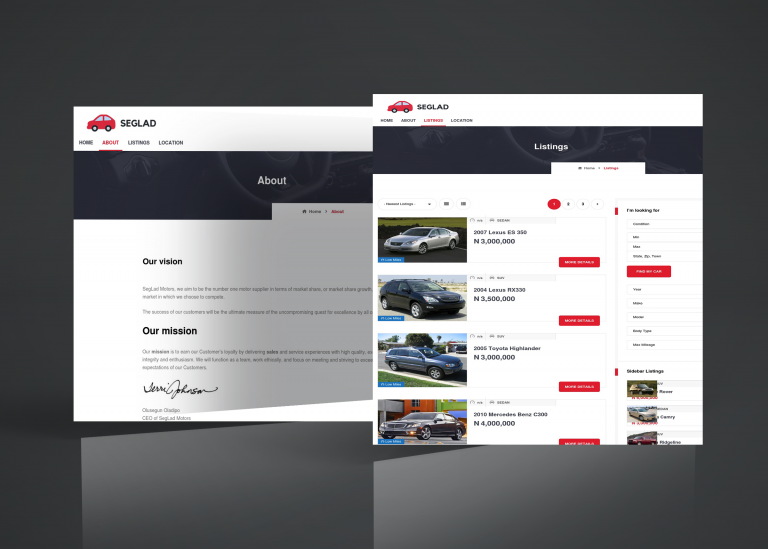 SEGLAD
HOME ABOUT LISTINGS LOCATION
About
Home About
Our vision
SegLad Motors, we aim to be the number one motor supplier in terms of market share, or market share growth,
market in which we choose to compete.
The success of our customers will be the ultimate measure of the uncompromising quest for excellence by all
Our mission
Our mission is to earn our Customer's loyalty by delivering sales and service experiences with high quality,
integrity and enthusiasm. We will function as a team, work ethically, and focus on meeting and striving to
expectations of our Customers.
Jerri Johnson
Olusegun Oladipo
CEO of SegLad Motors
SEGLAD
HOME ABOUT LISTINGS LOCATION
Listings
Home Listings
Newest Listings
1 2 3
n/a SEDAN
2007 Lexus ES 350
N 3,000,000
Low Miles
MORE DETAILS
n/a SUV
2004 Lexus RX330
N 3,500,000
Low Miles
MORE DETAILS
n/a SUV
2005 Toyota Highlander
N 3,000,000
Low Miles
MORE DETAILS
n/a SEDAN
2010 Mercedes Benz C300
N 4,000,000
Low Miles
MORE DETAILS
I'm looking for
Condition
Min
Max
State, Zip, Town
FIND MY CAR
Year
Make
Model
Body Type
Max Mileage
Sidebar Listings
Rover
Camry
Ridgeline